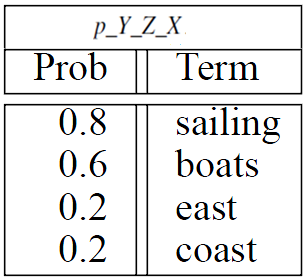 p_Y_Z_X
Prob Term
0.8 sailing
0.6 boats
0.2 east
0.2 coast